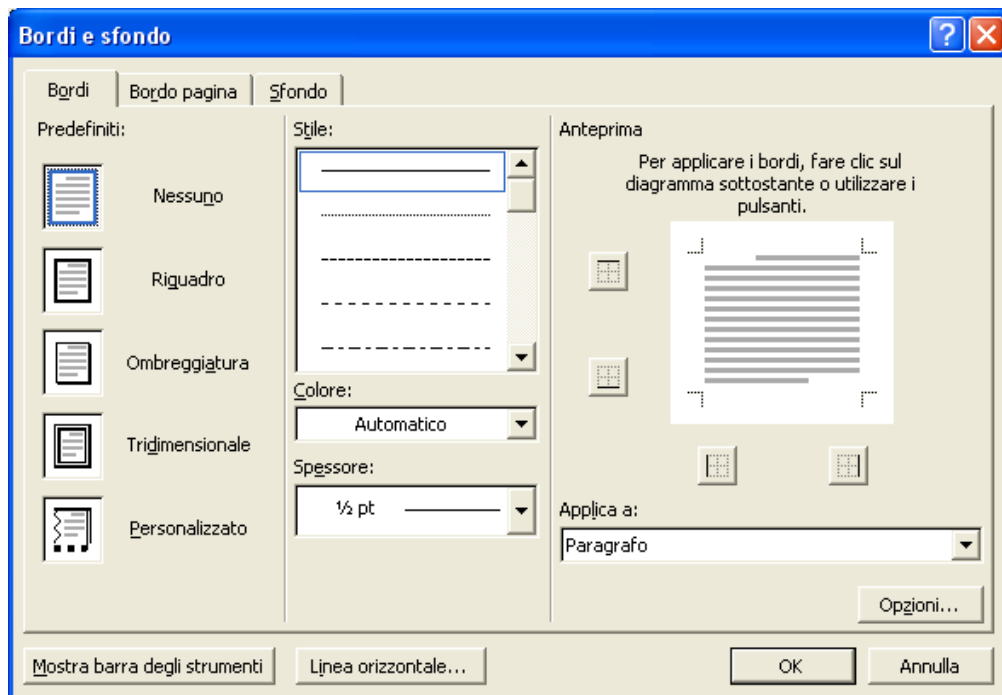 Bordi e sfondo
Bordi
Bordo pagina
Sfondo
Predefiniti:
Nessuno
Riquadro
Ombreggiatura
Tridimensionale
Personalizzato
Stile:
Colore:
Automatico
Spessore:
½ pt
Anteprima
Per applicare i bordi, fare clic sul
diagramma sottostante o utilizzare i
pulsanti.
Applica a:
Paragrafo
Opzioni...
Mostra barra degli strumenti
Linea orizzontale...
OK
Annulla